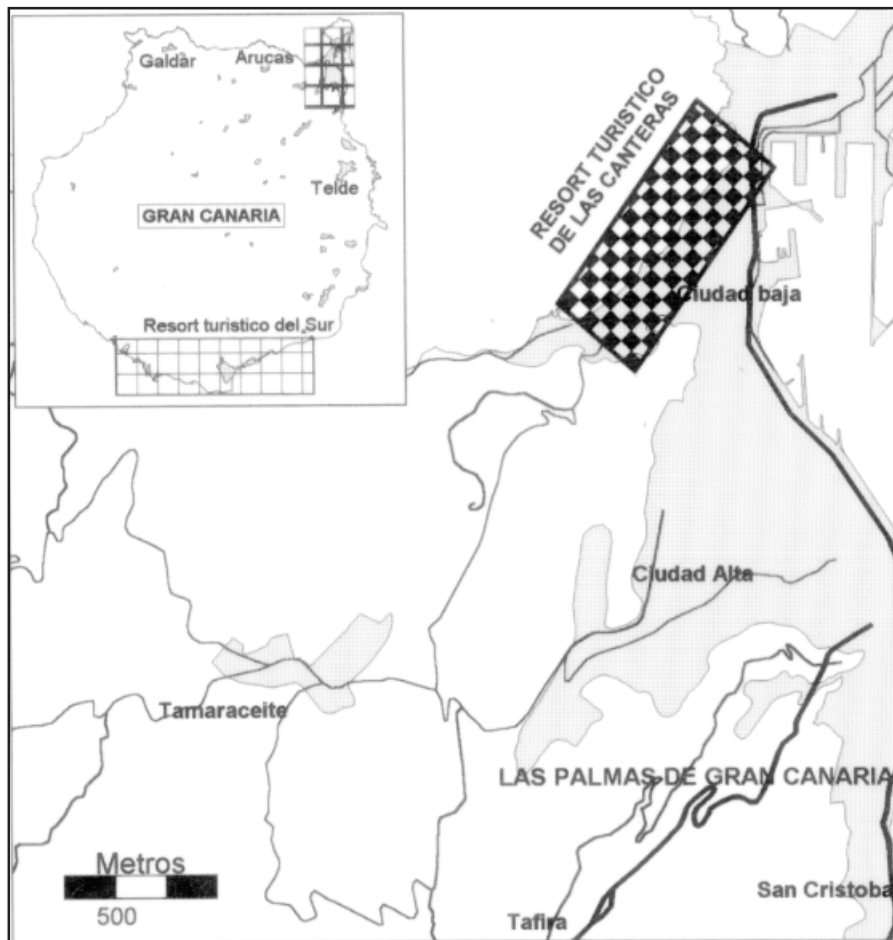 Galdar
Arucas
Telde
GRAN CANARIA
Resort turistico del Sur
RESORT TURISTICO
DE LAS CANTERAS
Ciudad baja
Ciudad Alta
Tamaraceite
LAS PALMAS DE GRAN CANARIA
Metros
500
Tafira
San Cristoba